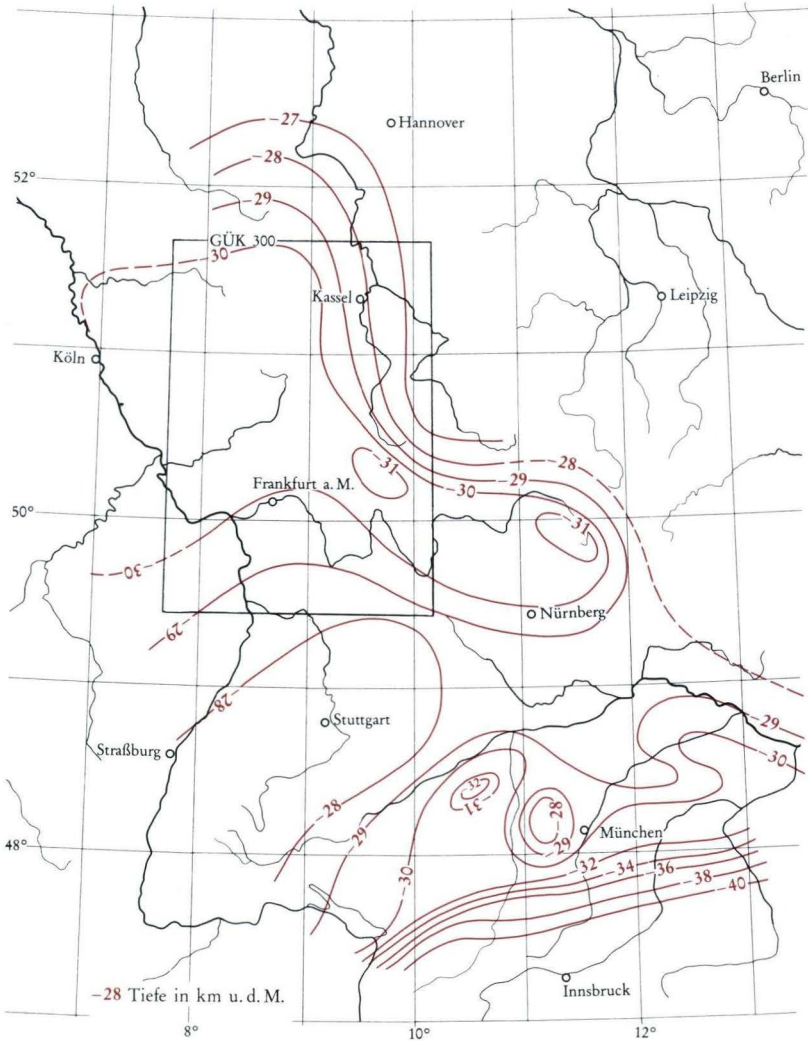 Berlin
-27
Hannover
-28
52°
-29
GÜK 300
-30
Kassel
Leipzig
Köln
-31
-28
Frankfurt a. M.
-29
-30
50°
-31
-30
Nürnberg
-29
-28
Stuttgart
-29
Straßburg
-30
-32
-31
-28
-28
München
-29
-29
48°
-32
-34
-36
-30
-38
-40
-28 Tiefe in km u. d. M.
Innsbruck
8°
10°
12°